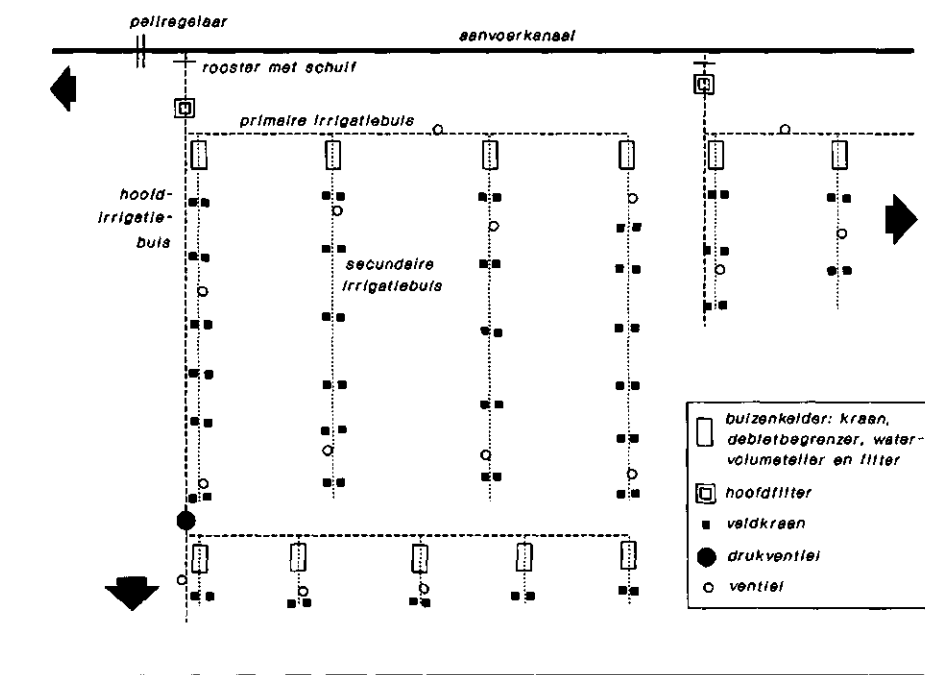 peilregelaar
aanvoerkanaal
rooster met schuif
primaire irrigatiebuis
hoofd-
irrigatie-
buis
secundaire
irrigatiebuis
buizenkelder: kraan,
debietbegrenzer, water-
volumeteller en filter
hoofdfilter
veldkraan
drukventiel
ventiel